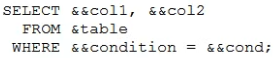 SELECT &&col1, &&col2
FROM &table
WHERE &&condition = &&cond;